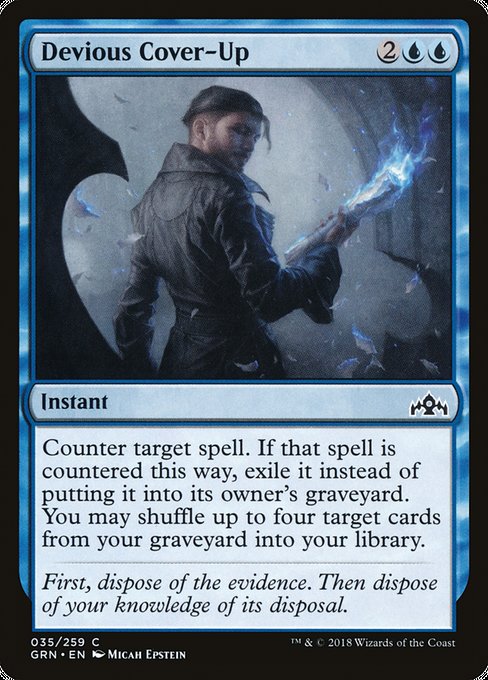 Devious Cover-Up 2
Instant
Counter target spell. If that spell is
countered this way, exile it instead of
putting it into its owner's graveyard.
You may shuffle up to four target cards
from your graveyard into your library.
First, dispose of the evidence. Then dispose
of your knowledge of its disposal.
035/259 C
GRN • EN Micah Epstein
™ & © 2018 Wizards of the Coast